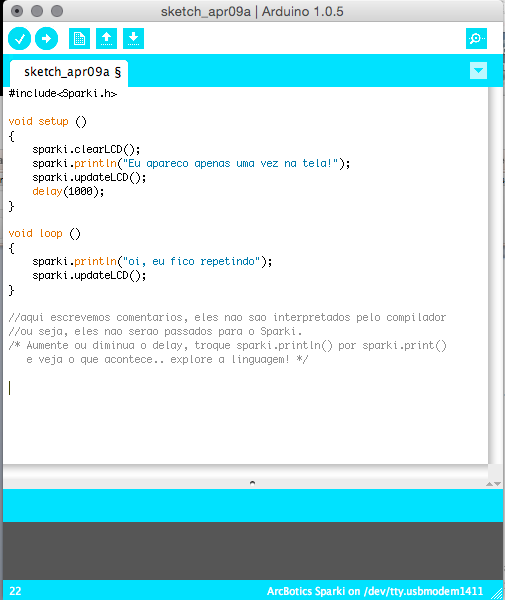 sketch_apr09a | Arduino 1.0.5
sketch_apr09a §
#include<Sparki.h>
void setup ()
{
sparki.clearLCD();
sparki.println("Eu apareco apenas uma vez na tela!");
sparki.updateLCD();
delay(1000);
}
void loop ()
{
sparki.println("oi, eu fico repetindo");
sparki.updateLCD();
}
//aqui escrevemos comentarios, eles nao sao interpretados pelo compilador
//ou seja, eles nao serao passados para o Sparki.
/* Aumente ou diminua o delay, troque sparki.println() por sparki.print()
e veja o que acontece.. explore a linguagem! */
22
ArcBotics Sparki on /dev/tty.usbmodem1411